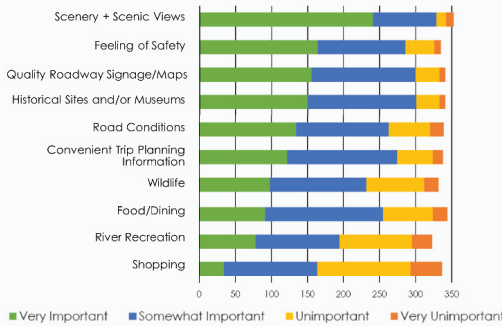 Scenery + Scenic Views
Feeling of Safety
Quality Roadway Signage/Maps
Historical Sites and/or Museums
Road Conditions
Convenient Trip Planning
Information
Wildlife
Food/Dining
River Recreation
Shopping
0 50 100 150 200 250 300 350
Very Important Somewhat Important Unimportant Very Unimportant